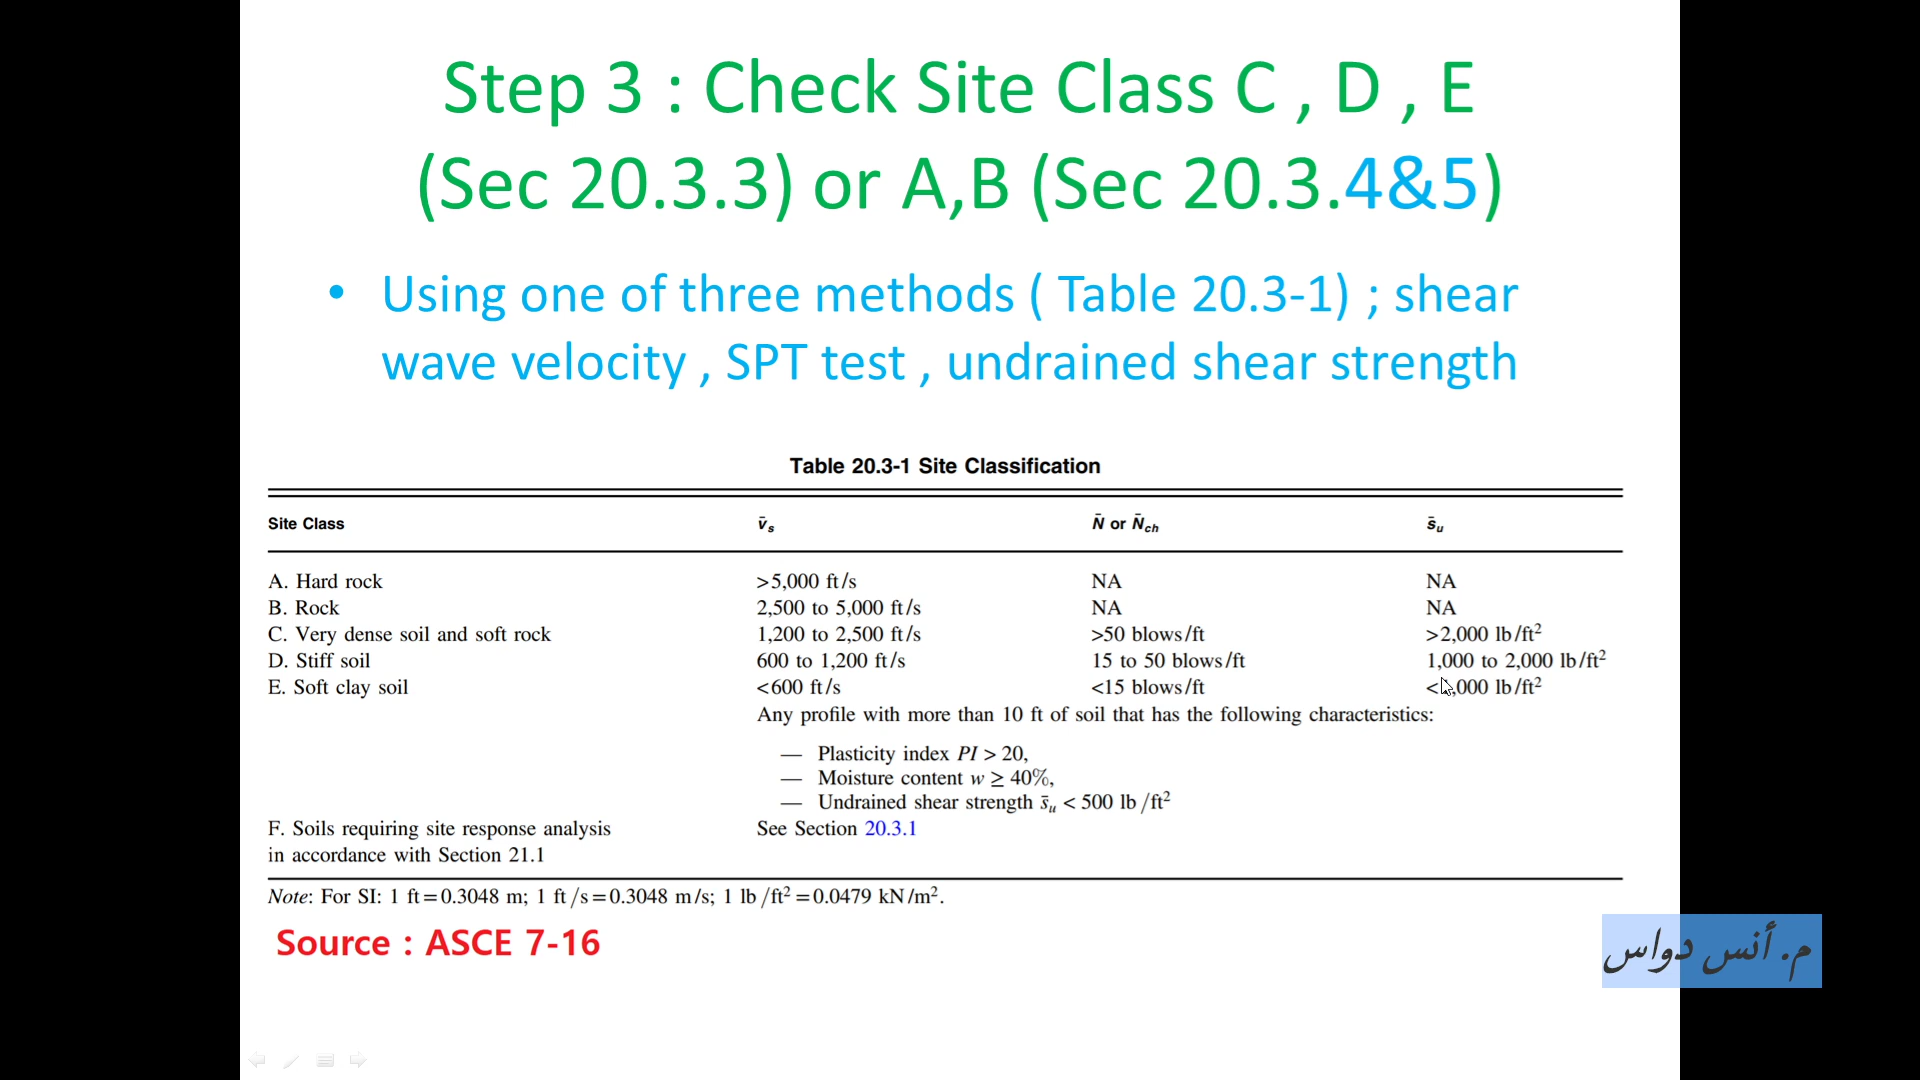 Step 3 : Check Site Class C , D , E
(Sec 20.3.3) or A,B (Sec 20.3.4&5)
• Using one of three methods ( Table 20.3-1) ; shear
wave velocity , SPT test , undrained shear strength
Table 20.3-1 Site Classification
Site Class v̄s N̄ or N̄ch s̄u
A. Hard rock >5,000 ft/s NA NA
B. Rock 2,500 to 5,000 ft/s NA NA
C. Very dense soil and soft rock 1,200 to 2,500 ft/s >50 blows/ft >2,000 lb/ft²
D. Stiff soil 600 to 1,200 ft/s 15 to 50 blows/ft 1,000 to 2,000 lb/ft²
E. Soft clay soil <600 ft/s <15 blows/ft <1,000 lb/ft²
Any profile with more than 10 ft of soil that has the following characteristics:
— Plasticity index PI > 20,
— Moisture content w ≥ 40%,
— Undrained shear strength s̄u < 500 lb/ft²
F. Soils requiring site response analysis See Section 20.3.1
in accordance with Section 21.1
Note: For SI: 1 ft=0.3048 m; 1 ft/s=0.3048 m/s; 1 lb/ft²=0.0479 kN/m².
Source : ASCE 7-16
م. أنس دواس